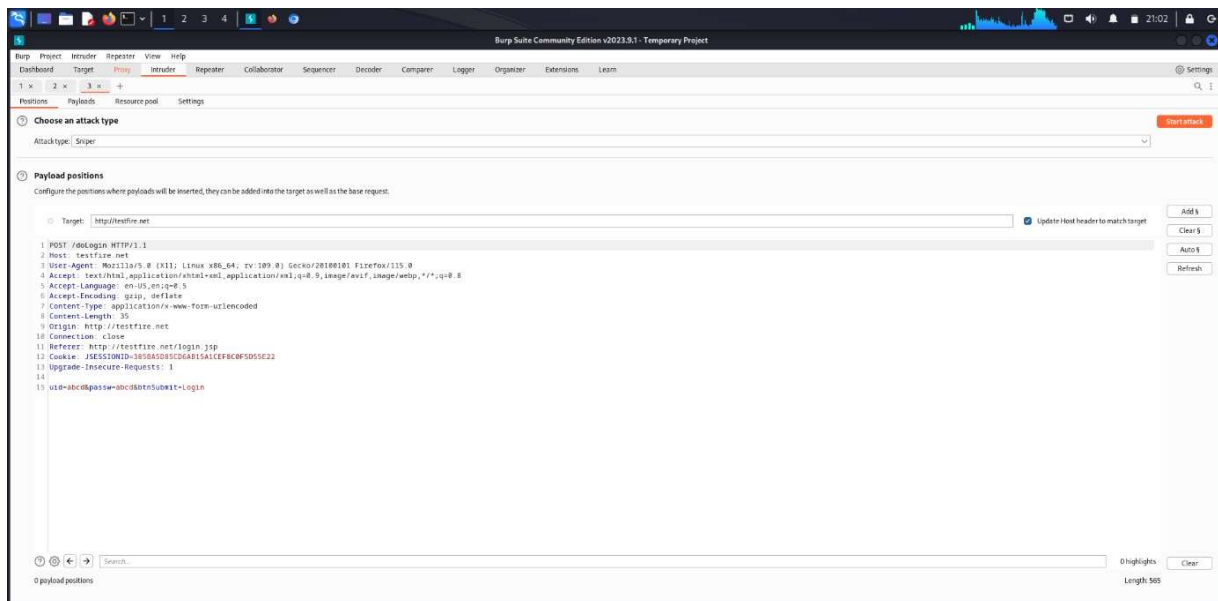 1 2 3 4
21:02
Burp Suite Community Edition v2023.9.1 - Temporary Project
Burp Project Intruder Repeater View Help
Dashboard Target Proxy Intruder Repeater Collaborator Sequencer Decoder Comparer Logger Organizer Extensions Learn Settings
1 × 2 × 3 × +
Positions Payloads Resource pool Settings
Choose an attack type
Start attack
Attack type: Sniper
Payload positions
Configure the positions where payloads will be inserted, they can be added into the target as well as the base request.
Target: http://testfire.net
Update Host header to match target
Add §
Clear §
Auto §
Refresh
1 POST /doLogin HTTP/1.1
2 Host: testfire.net
3 User-Agent: Mozilla/5.0 (X11; Linux x86_64; rv:109.0) Gecko/20100101 Firefox/115.0
4 Accept: text/html,application/xhtml+xml,application/xml;q=0.9,image/avif,image/webp,*/*;q=0.8
5 Accept-Language: en-US,en;q=0.5
6 Accept-Encoding: gzip, deflate
7 Content-Type: application/x-www-form-urlencoded
8 Content-Length: 35
9 Origin: http://testfire.net
10 Connection: close
11 Referer: http://testfire.net/login.jsp
12 Cookie: JSESSIONID=
13 Upgrade-Insecure-Requests: 1
14
15 uid=abcd&passw=abcd&btnSubmit=Login
Search...
0 highlights
Clear
0 payload positions
Length: 565